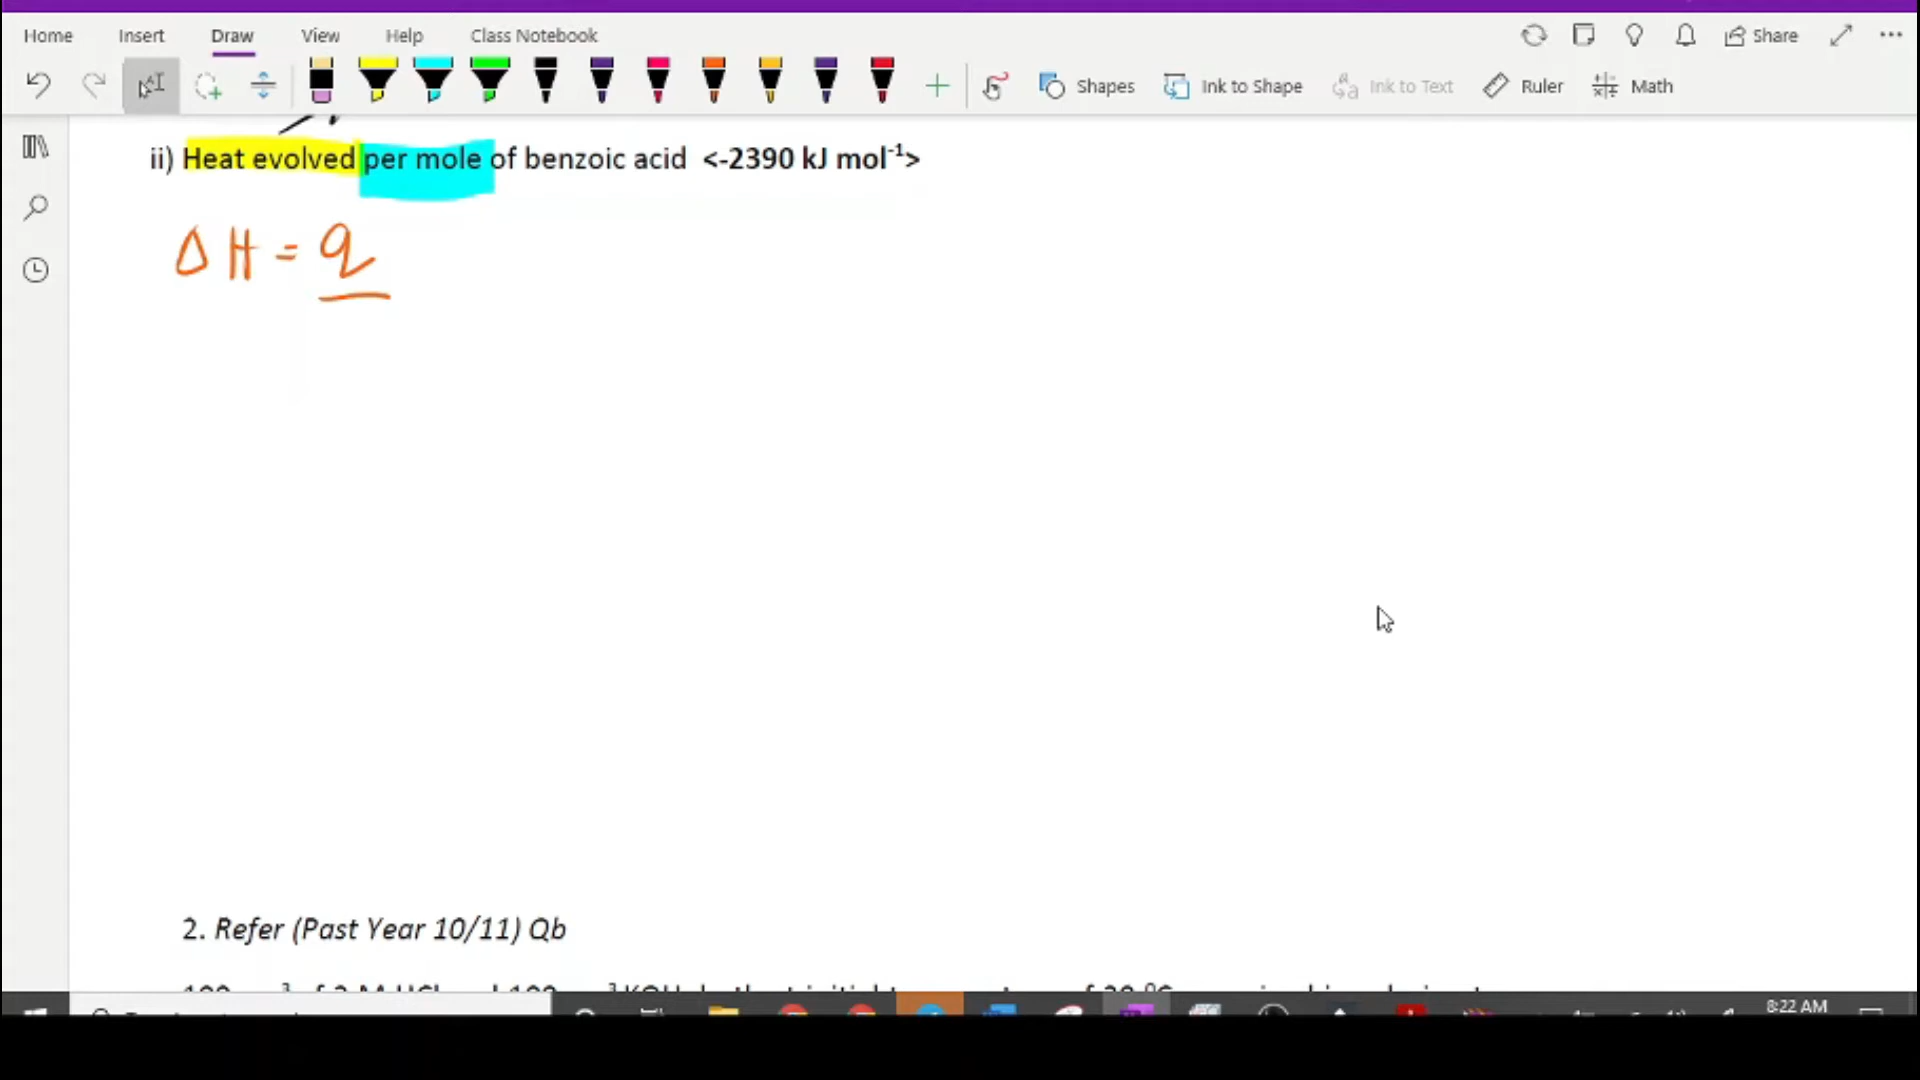 Home Insert Draw View Help Class Notebook Share
Shapes Ink to Shape Ink to Text Ruler Math
ii) Heat evolved per mole of benzoic acid <-2390 kJ mol⁻¹>
Δ H = q
2. Refer (Past Year 10/11) Qb
8:22 AM